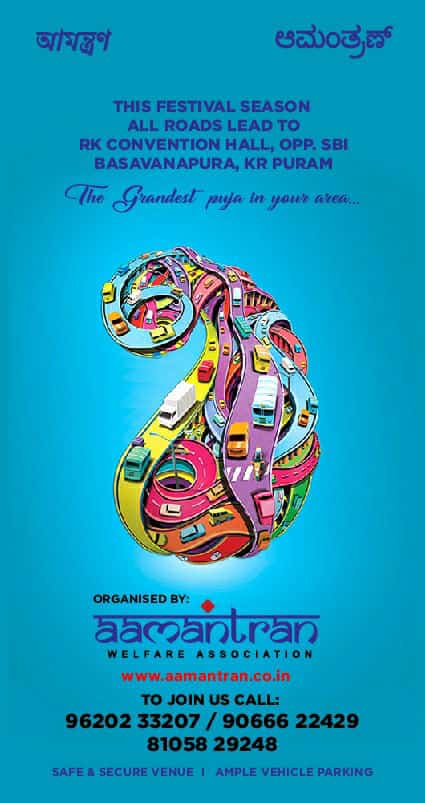 আমন্ত্রণ ಆಮಂತ್ರಣ್
THIS FESTIVAL SEASON
ALL ROADS LEAD TO
RK CONVENTION HALL, OPP. SBI
BASAVANAPURA, KR PURAM
The Grandest puja in your area...
ORGANISED BY:
aamantran
WELFARE ASSOCIATION
www.aamantran.co.in
TO JOIN US CALL:
96202 33207 / 90666 22429
81058 29248
SAFE & SECURE VENUE I AMPLE VEHICLE PARKING